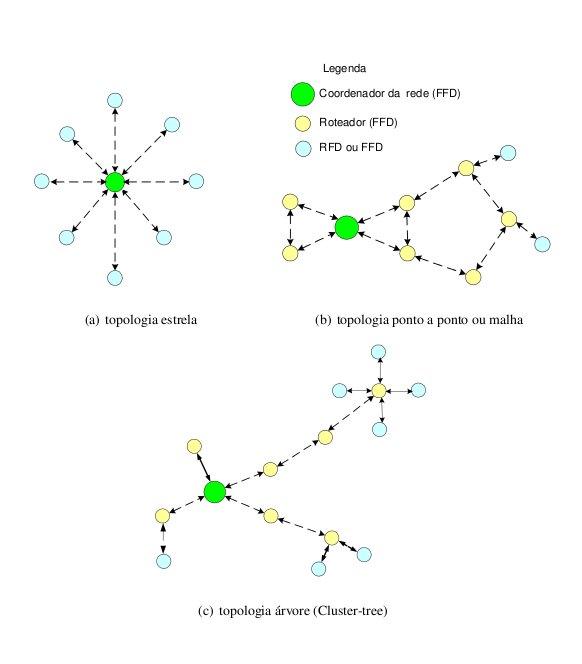 Legenda
Coordenador da rede (FFD)
Roteador (FFD)
RFD ou FFD
(a) topologia estrela
(b) topologia ponto a ponto ou malha
(c) topologia árvore (Cluster-tree)